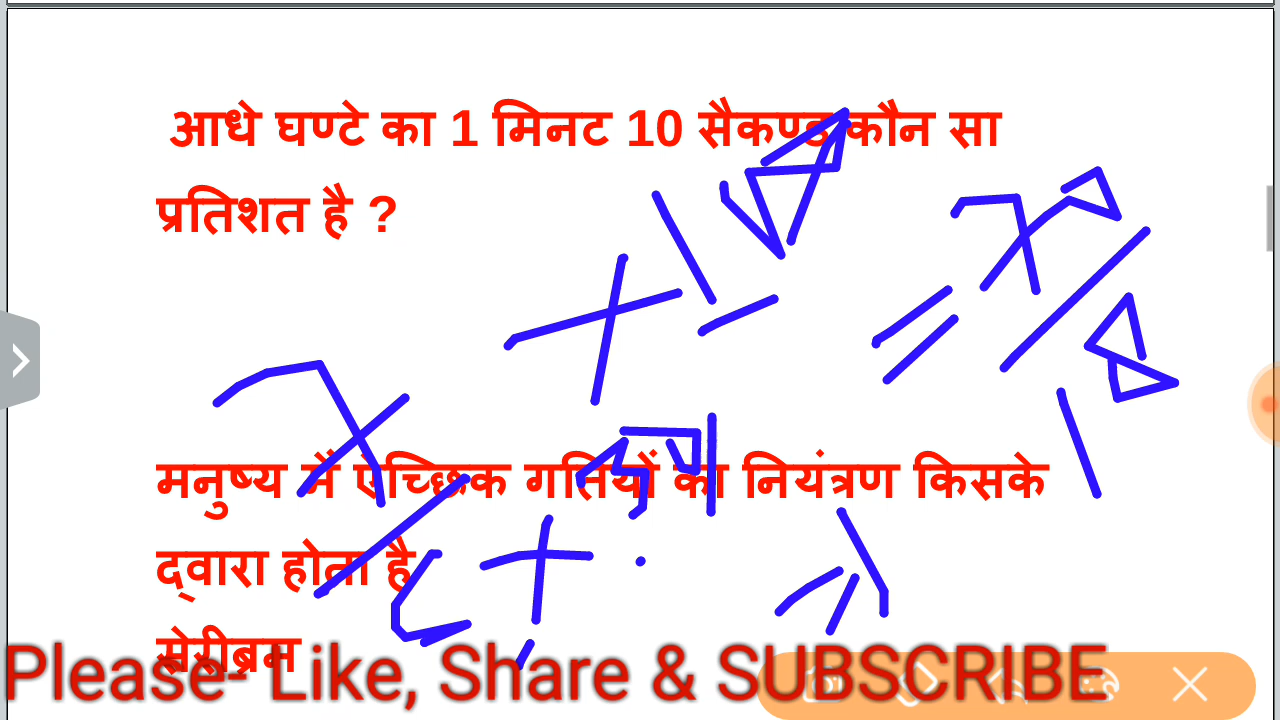 आधे घण्टे का 1 मिनट 10 सैकण्ड कौन सा
प्रतिशत है ?
मनुष्य में ऐच्छिक गतियों का नियंत्रण किसके
द्वारा होता है
सेरीब्रम
Please- Like, Share & SUBSCRIBE